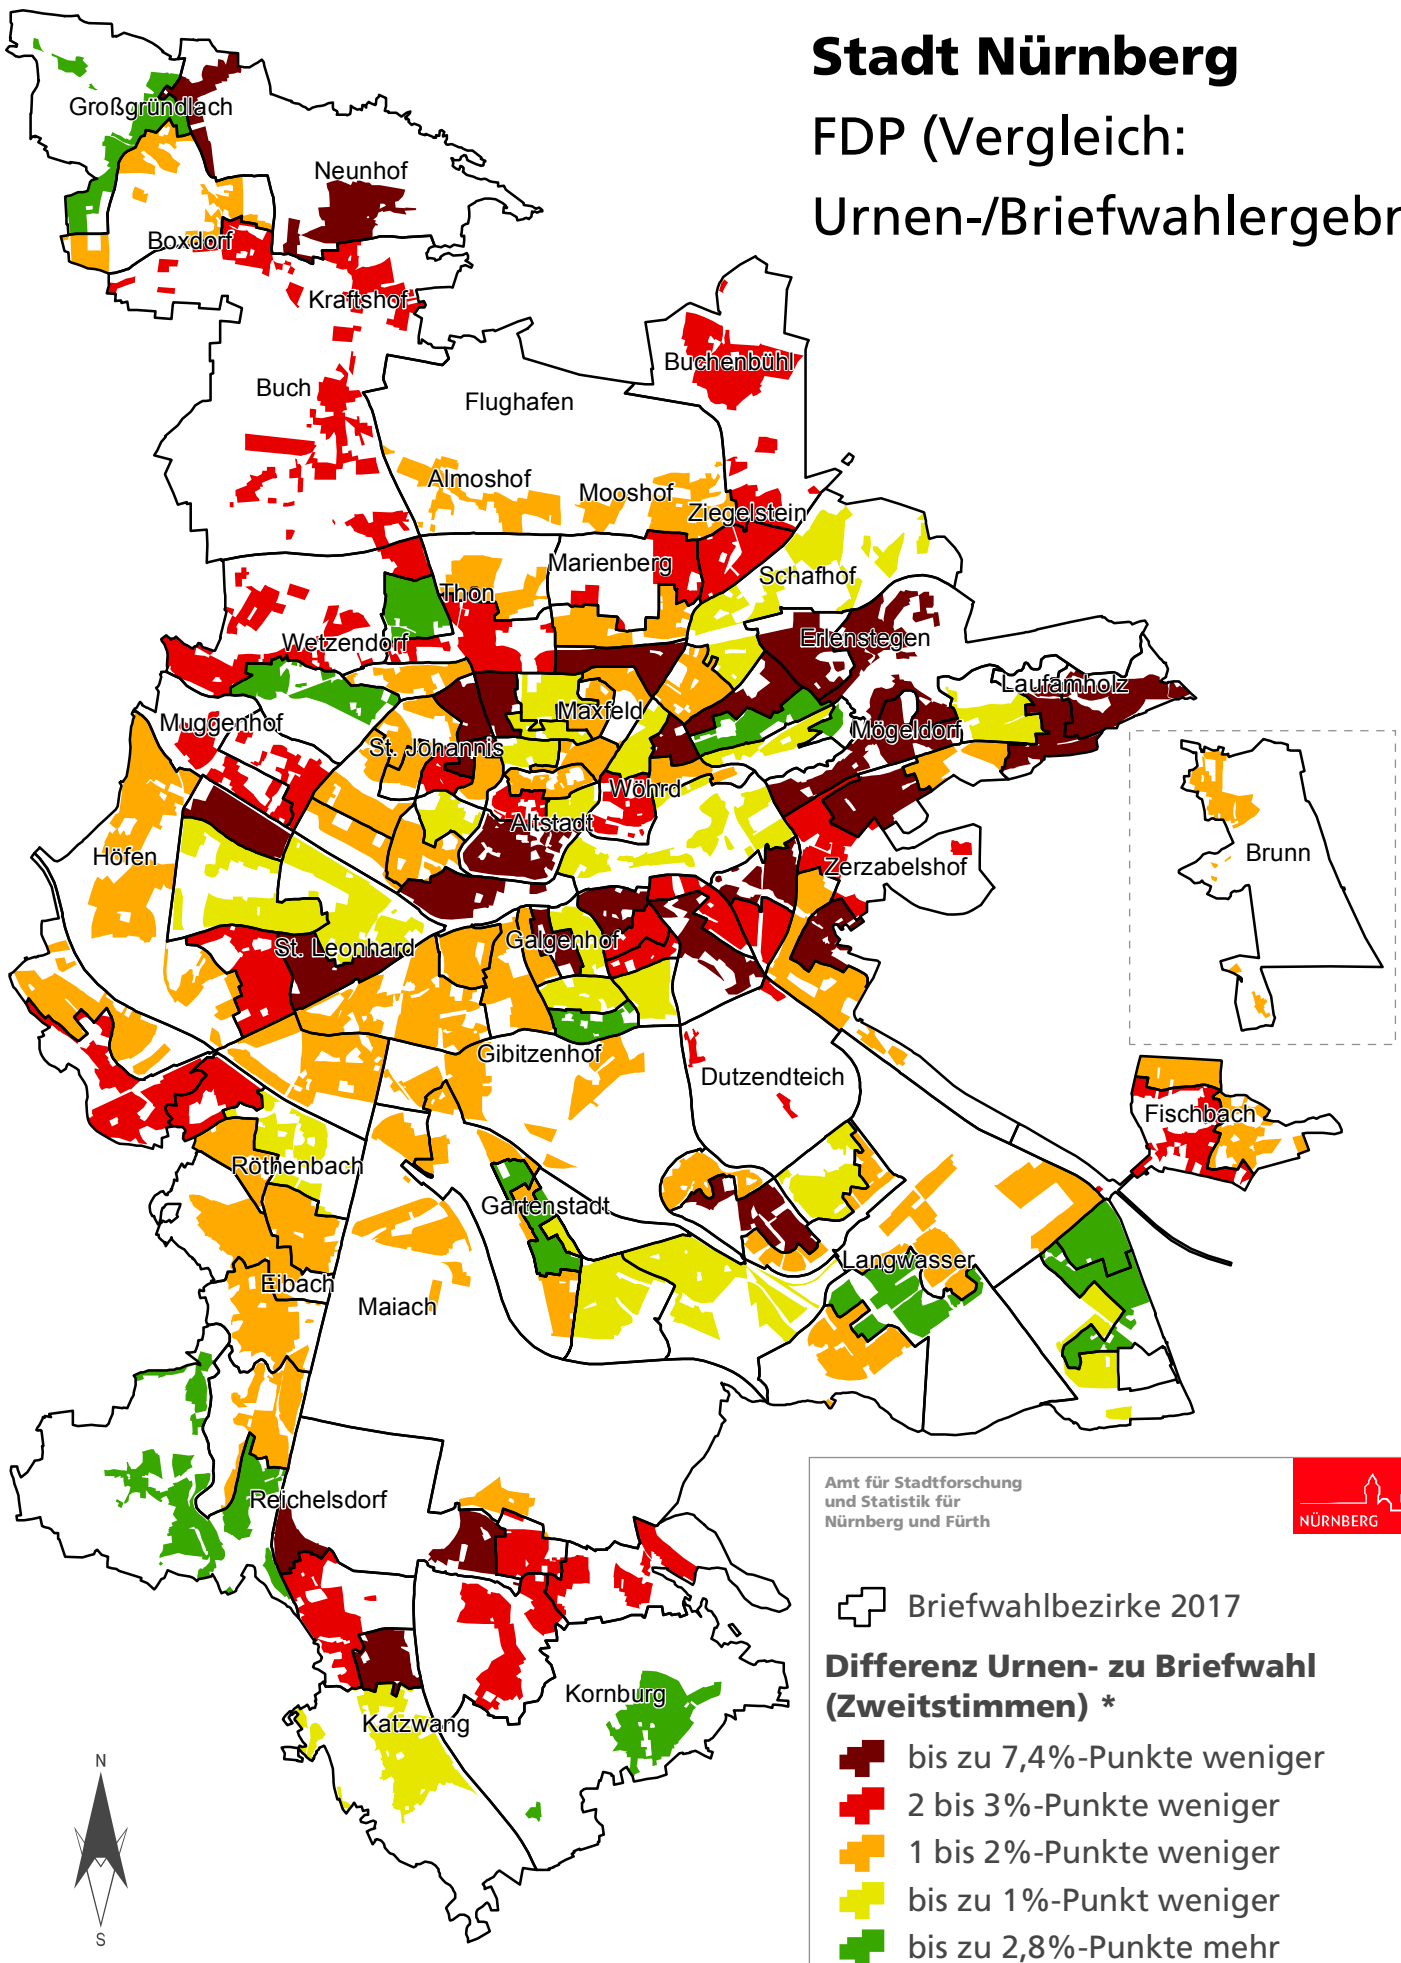 Stadt Nürnberg
FDP (Vergleich:
Urnen-/Briefwahlergebr
Großgründlach
Neunhof
Boxdorf
Kraftshof
Buchenbühl
Buch
Flughafen
Almoshof
Mooshof
Ziegelstein
Marienberg
Schafhof
Thon
Wetzendorf
Erlenstegen
Laufamholz
Maxfeld
Muggenhof
St. Johannis
Mögeldorf
Wöhrd
Altstadt
Höfen
Zerzabelshof
Brunn
St. Leonhard
Galgenhof
Gibitzenhof
Dutzendteich
Fischbach
Röthenbach
Gartenstadt
Langwasser
Eibach
Maiach
Reichelsdorf
Kornburg
Katzwang
Amt für Stadtforschung
und Statistik für
Nürnberg und Fürth
NÜRNBERG
Briefwahlbezirke 2017
Differenz Urnen- zu Briefwahl
(Zweitstimmen) *
bis zu 7,4%-Punkte weniger
2 bis 3%-Punkte weniger
1 bis 2%-Punkte weniger
bis zu 1%-Punkt weniger
bis zu 2,8%-Punkte mehr
N
S